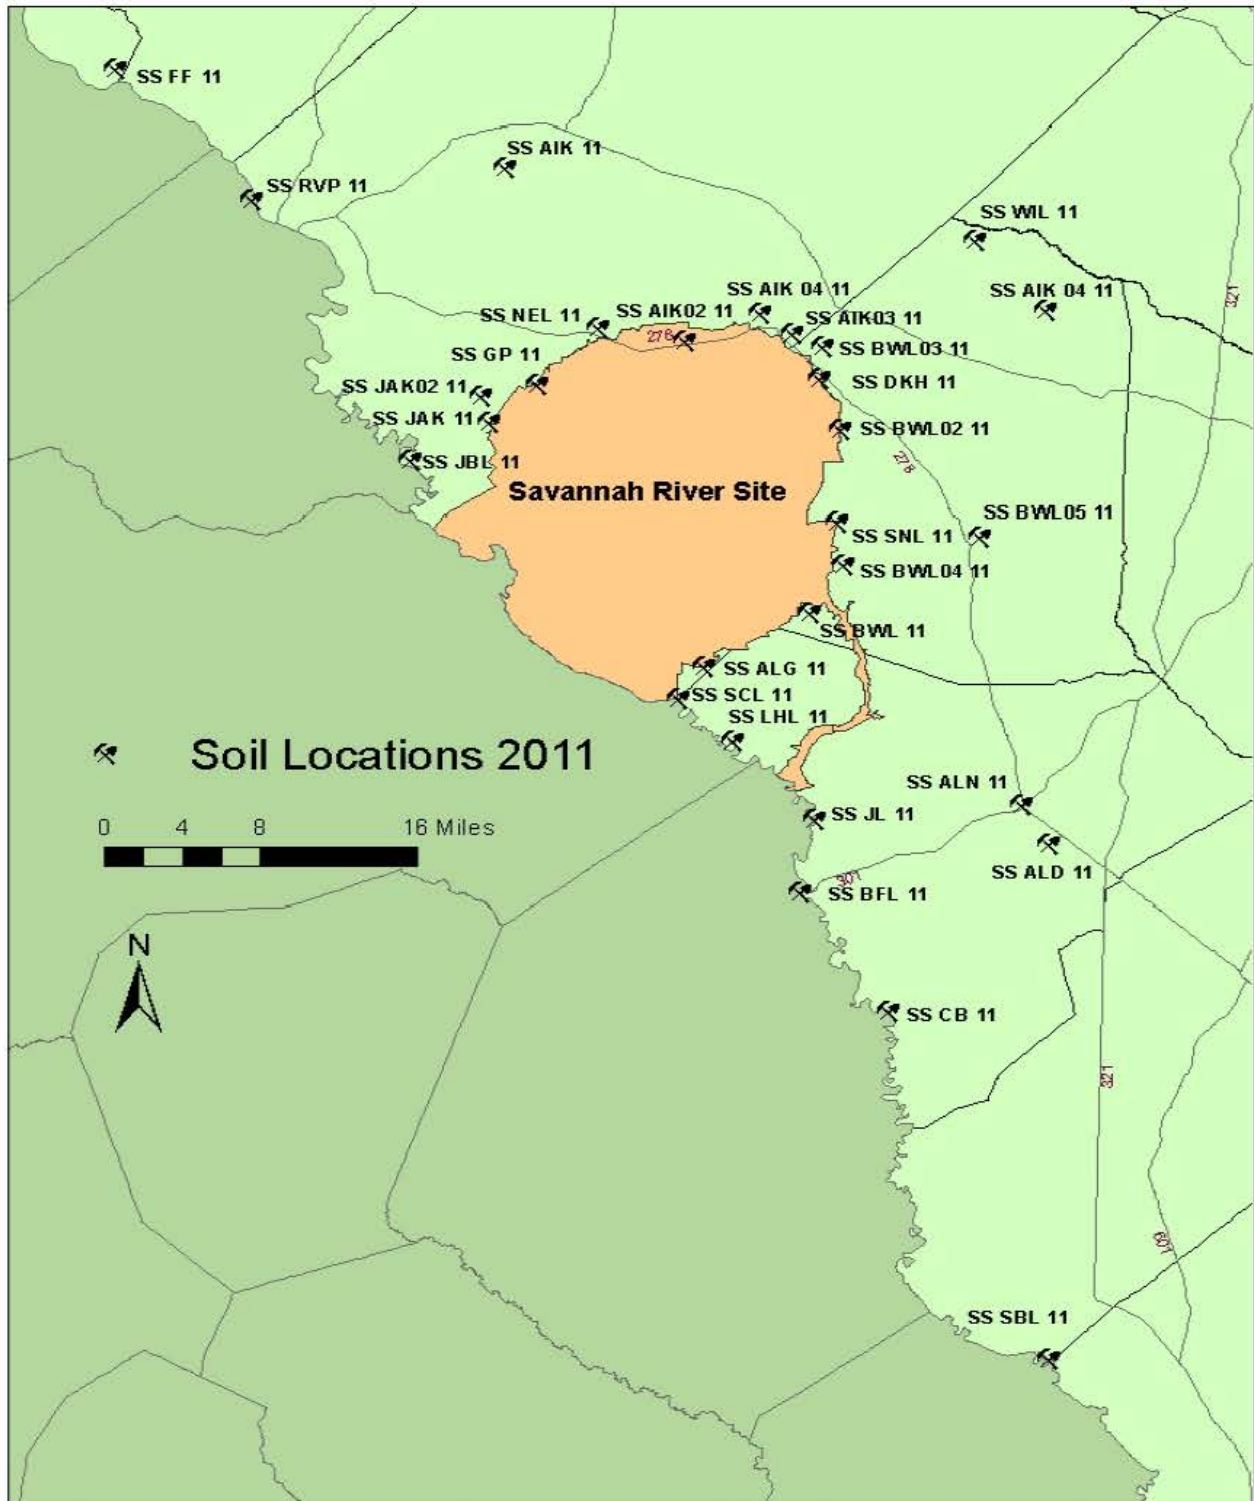 SS FF 11
SS AIK 11
SS RVP 11
SS WIL 11
SS AIK 04 11
SS AIK 04 11
321
SS NEL 11
SS AIK02 11
SS AIK03 11
278
SS BWL03 11
SS GP 11
SS DKH 11
SS JAK02 11
SS JAK 11
SS BWL02 11
SS JBL 11
278
Savannah River Site
SS BWL05 11
SS SNL 11
SS BWL04 11
SS BWL 11
SS ALG 11
SS SCL 11
SS LHL 11
Soil Locations 2011
SS ALN 11
0 4 8 16 Miles
SS JL 11
SS ALD 11
301
SS BFL 11
N
SS CB 11
321
601
SS SBL 11